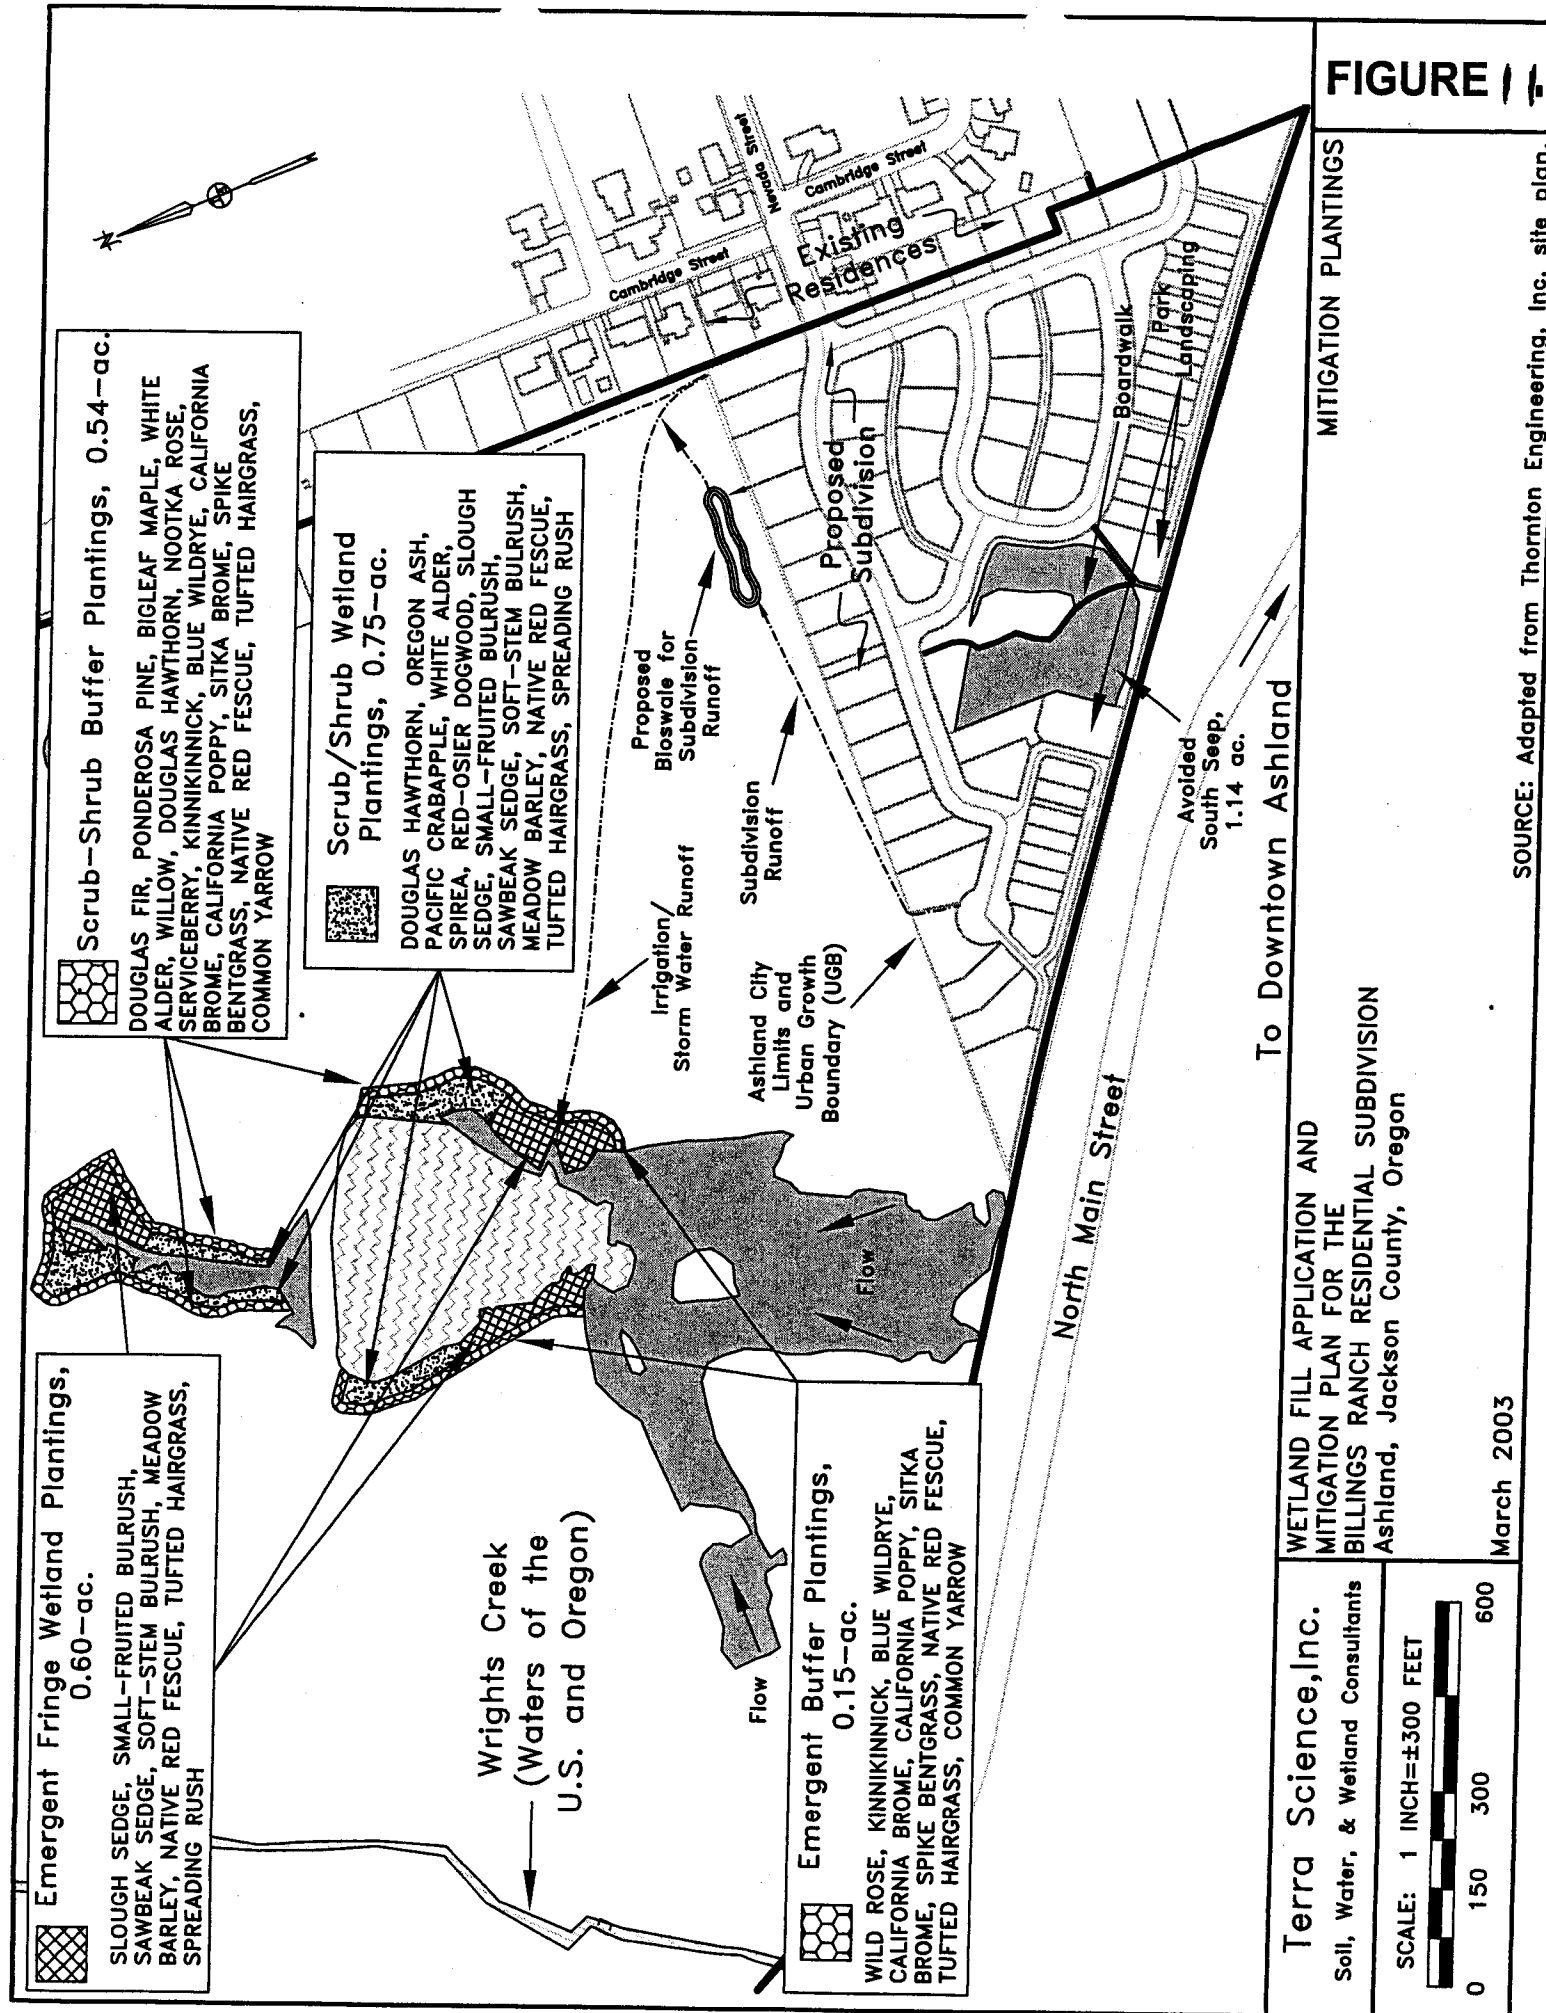 Emergent Fringe Wetland Plantings,
0.60-ac.
SLOUGH SEDGE, SMALL-FRUITED BULRUSH,
SAWBEAK SEDGE, SOFT-STEM BULRUSH, MEADOW
BARLEY, NATIVE RED FESCUE, TUFTED HAIRGRASS,
SPREADING RUSH
Scrub-Shrub Buffer Plantings, 0.54-ac.
DOUGLAS FIR, PONDEROSA PINE, BIGLEAF MAPLE, WHITE
ALDER, WILLOW, DOUGLAS HAWTHORN, NOOTKA ROSE,
SERVICEBERRY, KINNIKINNICK, BLUE WILDRYE, CALIFORNIA
BROME, CALIFORNIA POPPY, SITKA BROME, SPIKE
BENTGRASS, NATIVE RED FESCUE, TUFTED HAIRGRASS,
COMMON YARROW
Scrub/Shrub Wetland
Plantings, 0.75-ac.
DOUGLAS HAWTHORN, OREGON ASH,
PACIFIC CRABAPPLE, WHITE ALDER,
SPIREA, RED-OSIER DOGWOOD, SLOUGH
SEDGE, SMALL-FRUITED BULRUSH,
SAWBEAK SEDGE, SOFT-STEM BULRUSH,
MEADOW BARLEY, NATIVE RED FESCUE,
TUFTED HAIRGRASS, SPREADING RUSH
N
Wrights Creek
(Waters of the
U.S. and Oregon)
Irrigation/
Storm Water Runoff
Proposed
Bioswale for
Subdivision
Runoff
Cambridge Street
Nevada Street
Cambridge Street
Existing
Residences
Subdivision
Runoff
Ashland City
Limits and
Urban Growth
Boundary (UGB)
Proposed
Subdivision
Flow
Flow
Boardwalk
Park
Landscaping
Avoided
South Seep,
1.14 ac.
North Main Street
To Downtown Ashland
Emergent Buffer Plantings,
0.15-ac.
WILD ROSE, KINNIKINNICK, BLUE WILDRYE,
CALIFORNIA BROME, CALIFORNIA POPPY, SITKA
BROME, SPIKE BENTGRASS, NATIVE RED FESCUE,
TUFTED HAIRGRASS, COMMON YARROW
Terra Science,Inc.
Soil, Water, & Wetland Consultants
SCALE: 1 INCH=±300 FEET
0 150 300 600
WETLAND FILL APPLICATION AND
MITIGATION PLAN FOR THE
BILLINGS RANCH RESIDENTIAL SUBDIVISION
Ashland, Jackson County, Oregon
March 2003
MITIGATION PLANTINGS
FIGURE
SOURCE: Adapted from Thornton Engineering, Inc. site plan.